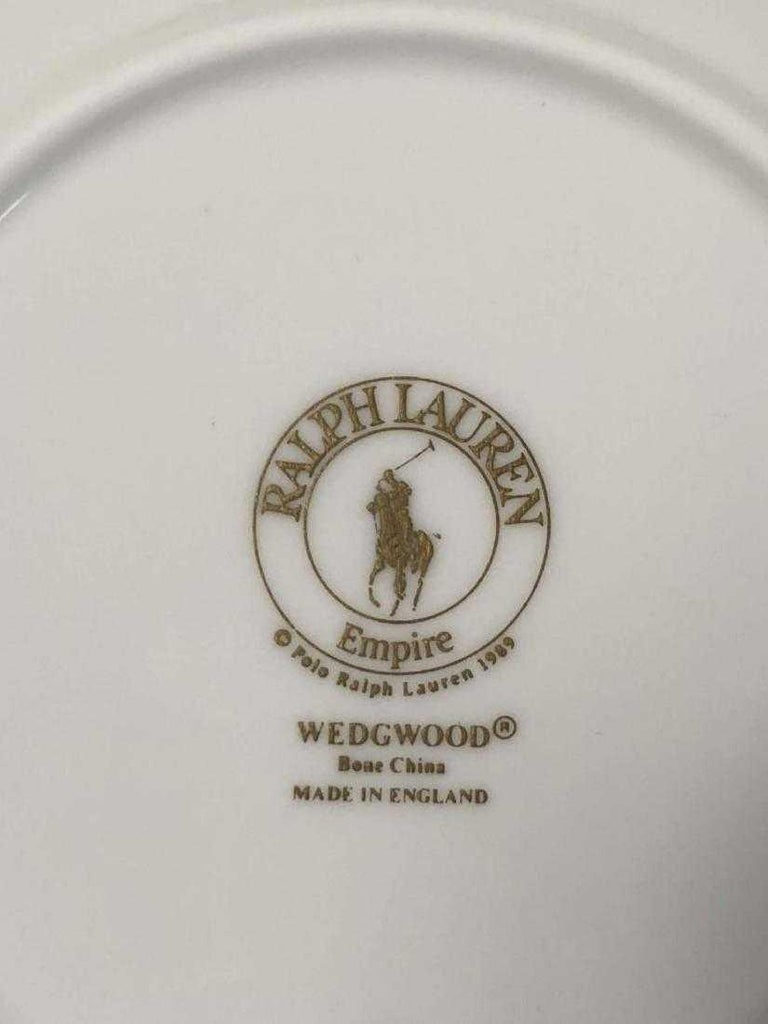 RALPH LAUREN
Empire
© Polo Ralph Lauren 1989
WEDGWOOD®
Bone China
MADE IN ENGLAND